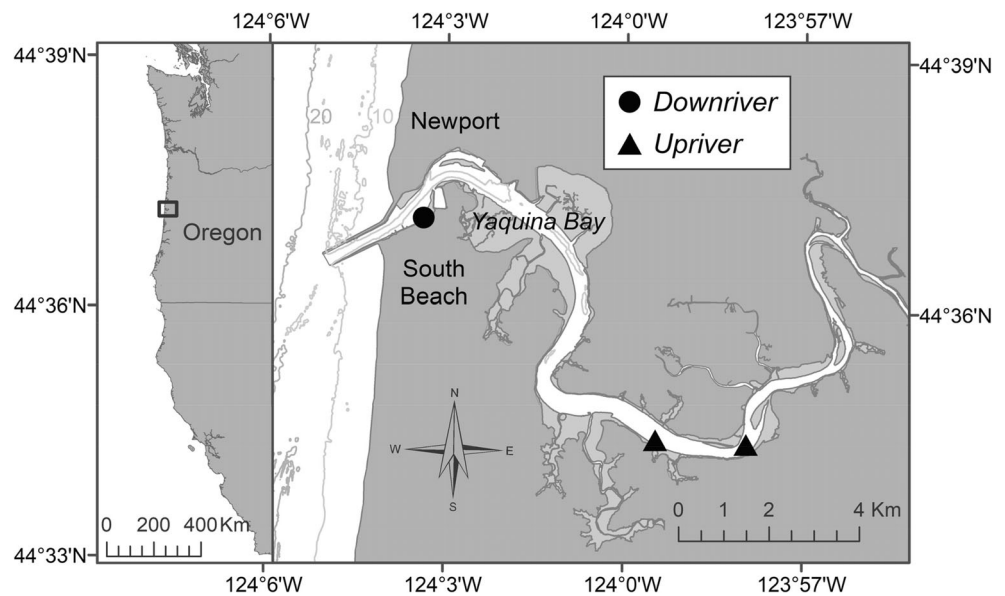 124°6'W 124°3'W 124°0'W 123°57'W
44°39'N
44°39'N
20
10
Newport
Downriver
Upriver
Yaquina Bay
Oregon
South
Beach
44°36'N
44°36'N
N
W E
S
0 200 400 Km
0 1 2 4 Km
44°33'N
124°6'W 124°3'W 124°0'W 123°57'W